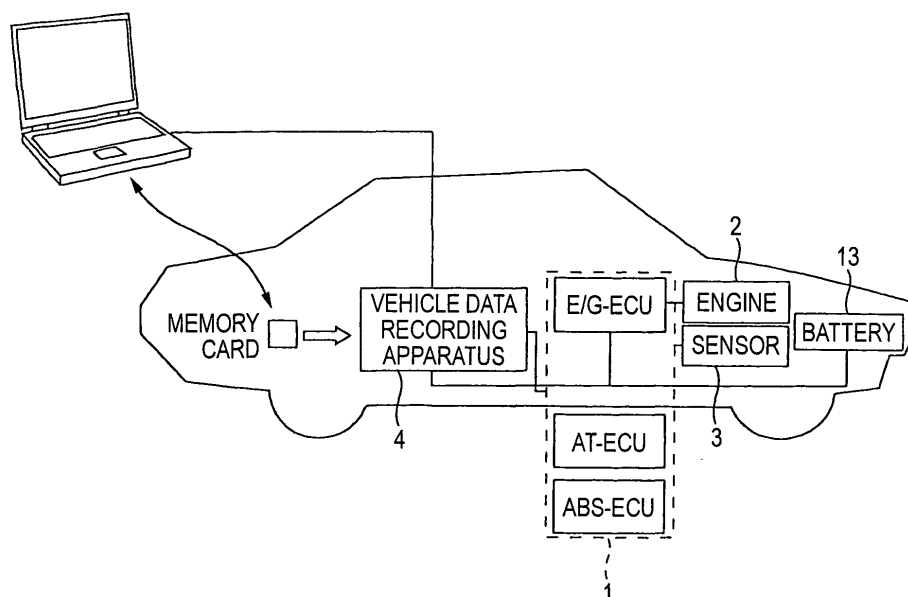 2
13
E/G-ECU
ENGINE
VEHICLE DATA
RECORDING
APPARATUS
MEMORY
CARD
SENSOR
BATTERY
4
3
AT-ECU
ABS-ECU
1